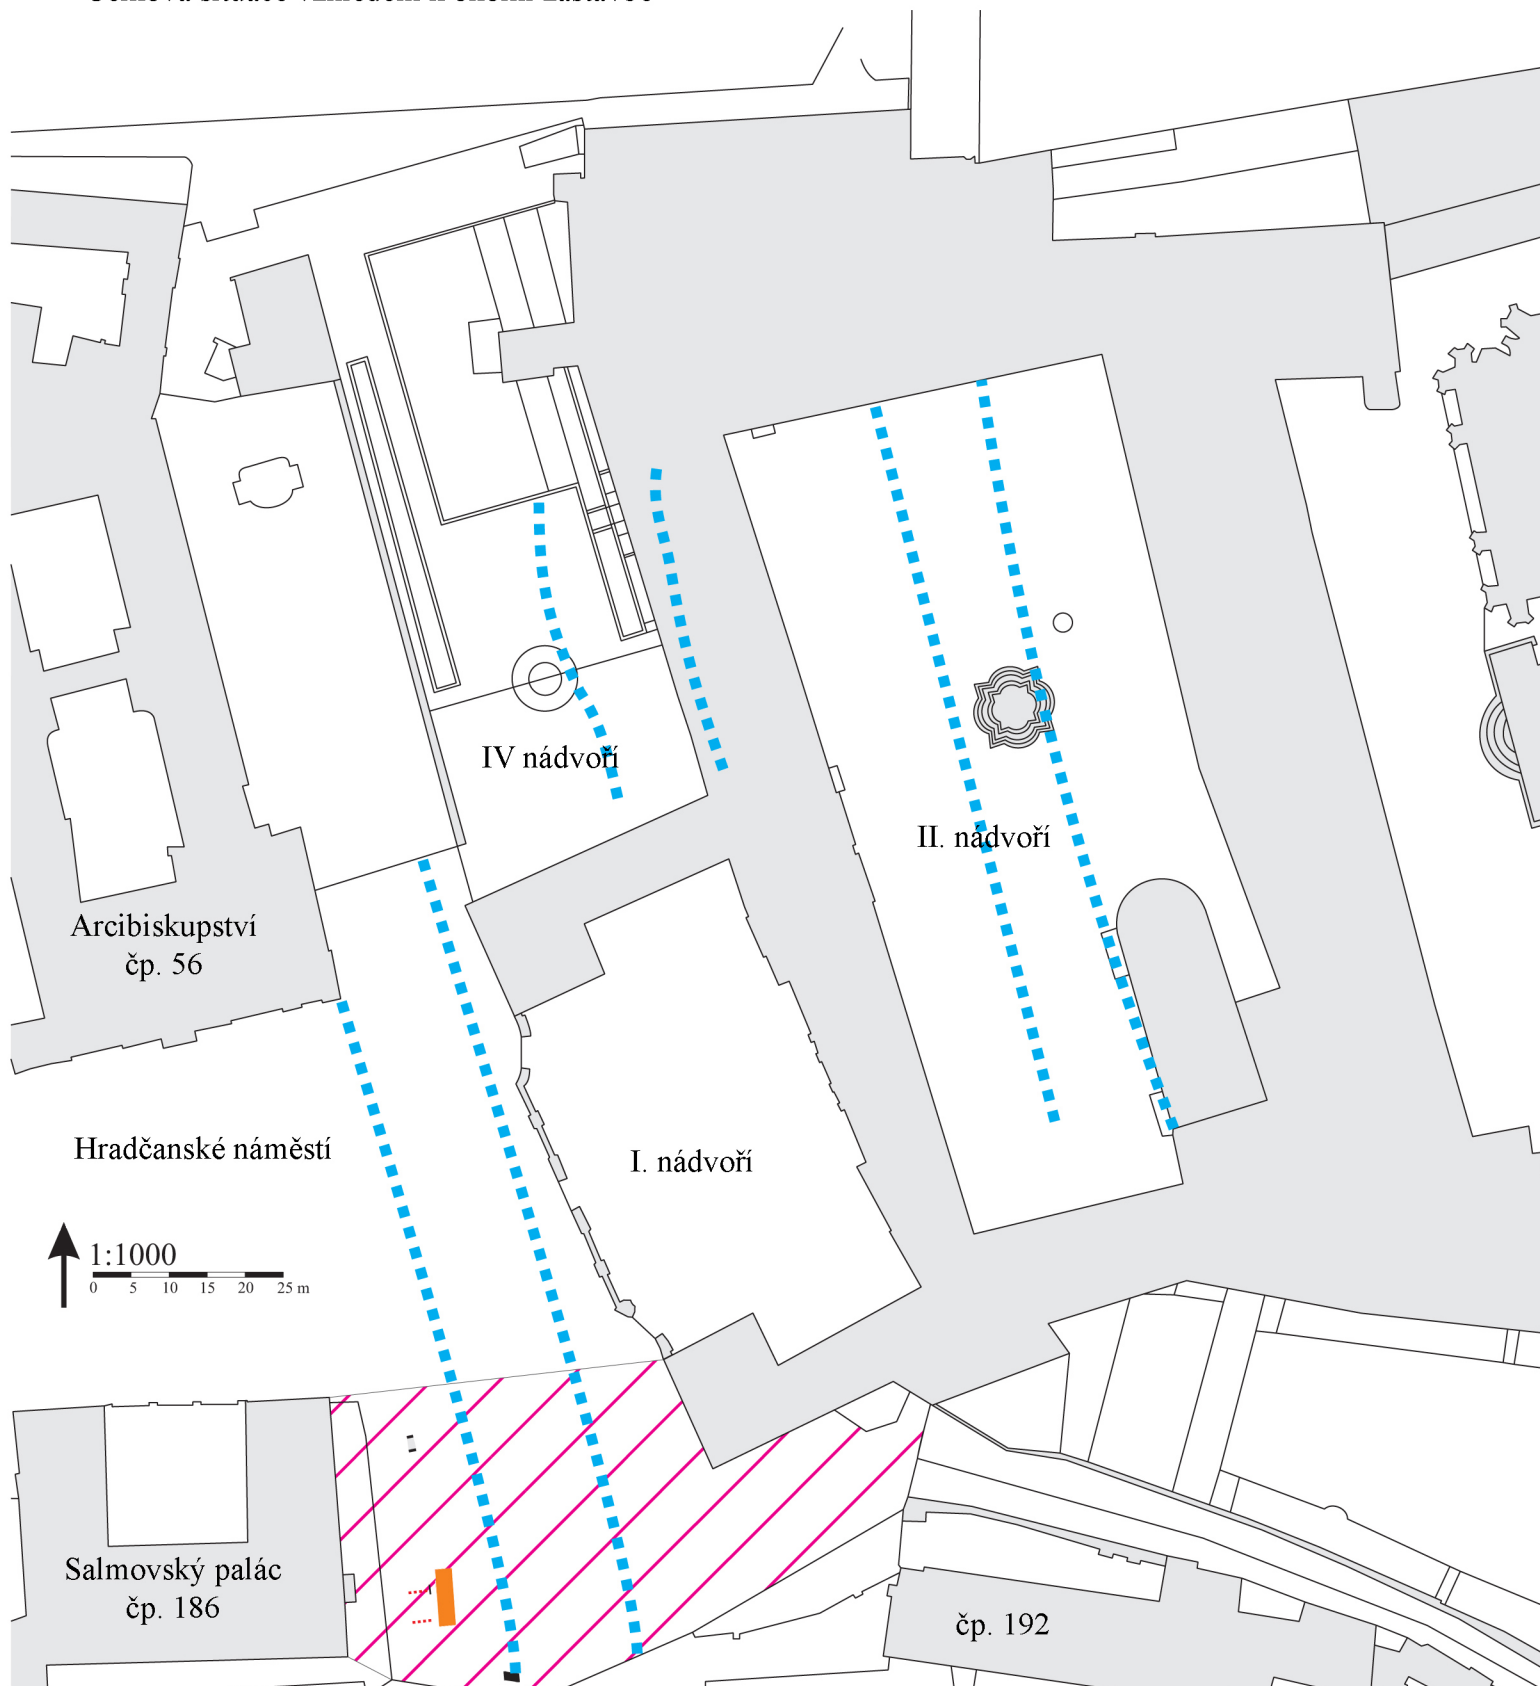 IV nádvoří
II. nádvoří
Arcibiskupství
čp. 56
Hradčanské náměstí
I. nádvoří
1:1000
0 5 10 15 20 25 m
Salmovský palác
čp. 186
čp. 192